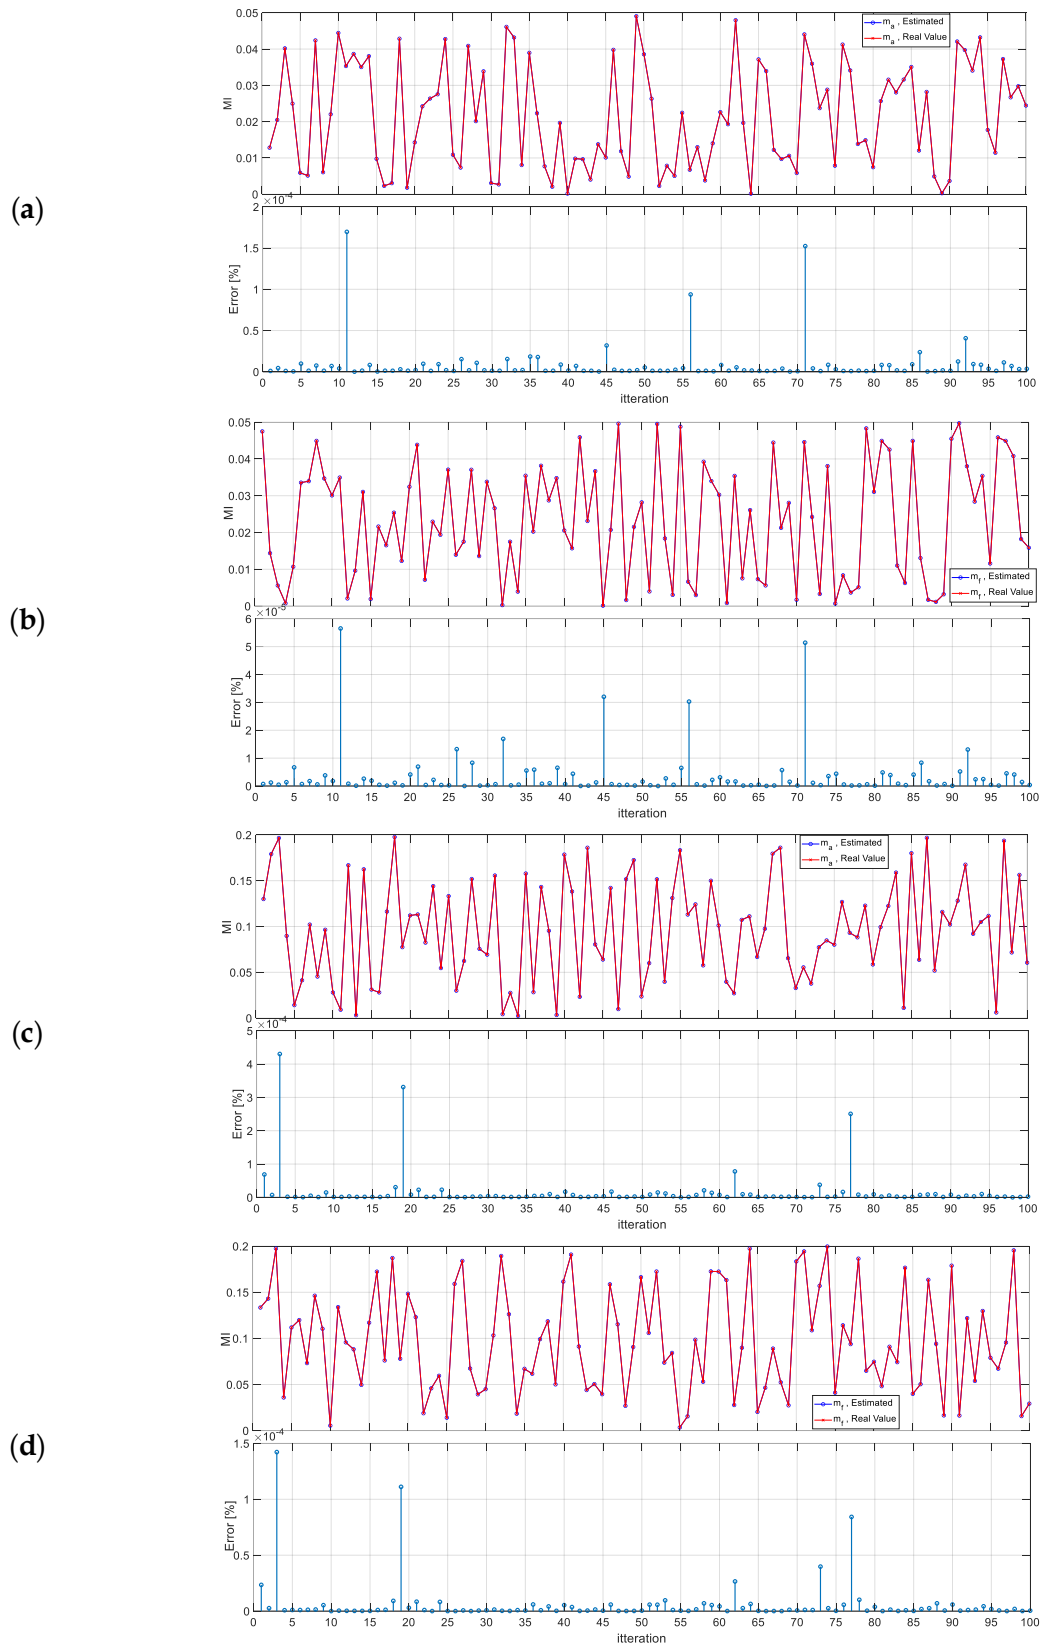 0.05
0.04
0.03
0.02
0.01
0
MI
m_a , Estimated
m_a , Real Value
(a)
×10^-4
2
1.5
1
0.5
0
Error [%]
0 5 10 15 20 25 30 35 40 45 50 55 60 65 70 75 80 85 90 95 100
itteration
0.05
0.04
0.03
0.02
0.01
0
MI
m_f , Estimated
m_f , Real Value
(b)
×10^-5
6
5
4
3
2
1
0
Error [%]
0 5 10 15 20 25 30 35 40 45 50 55 60 65 70 75 80 85 90 95 100
itteration
0.2
0.15
0.1
0.05
0
MI
m_a , Estimated
m_a , Real Value
(c)
×10^-4
5
4
3
2
1
0
Error [%]
0 5 10 15 20 25 30 35 40 45 50 55 60 65 70 75 80 85 90 95 100
itteration
0.2
0.15
0.1
0.05
0
MI
m_f , Estimated
m_f , Real Value
(d)
×10^-4
1.5
1
0.5
0
Error [%]
0 5 10 15 20 25 30 35 40 45 50 55 60 65 70 75 80 85 90 95 100
itteration